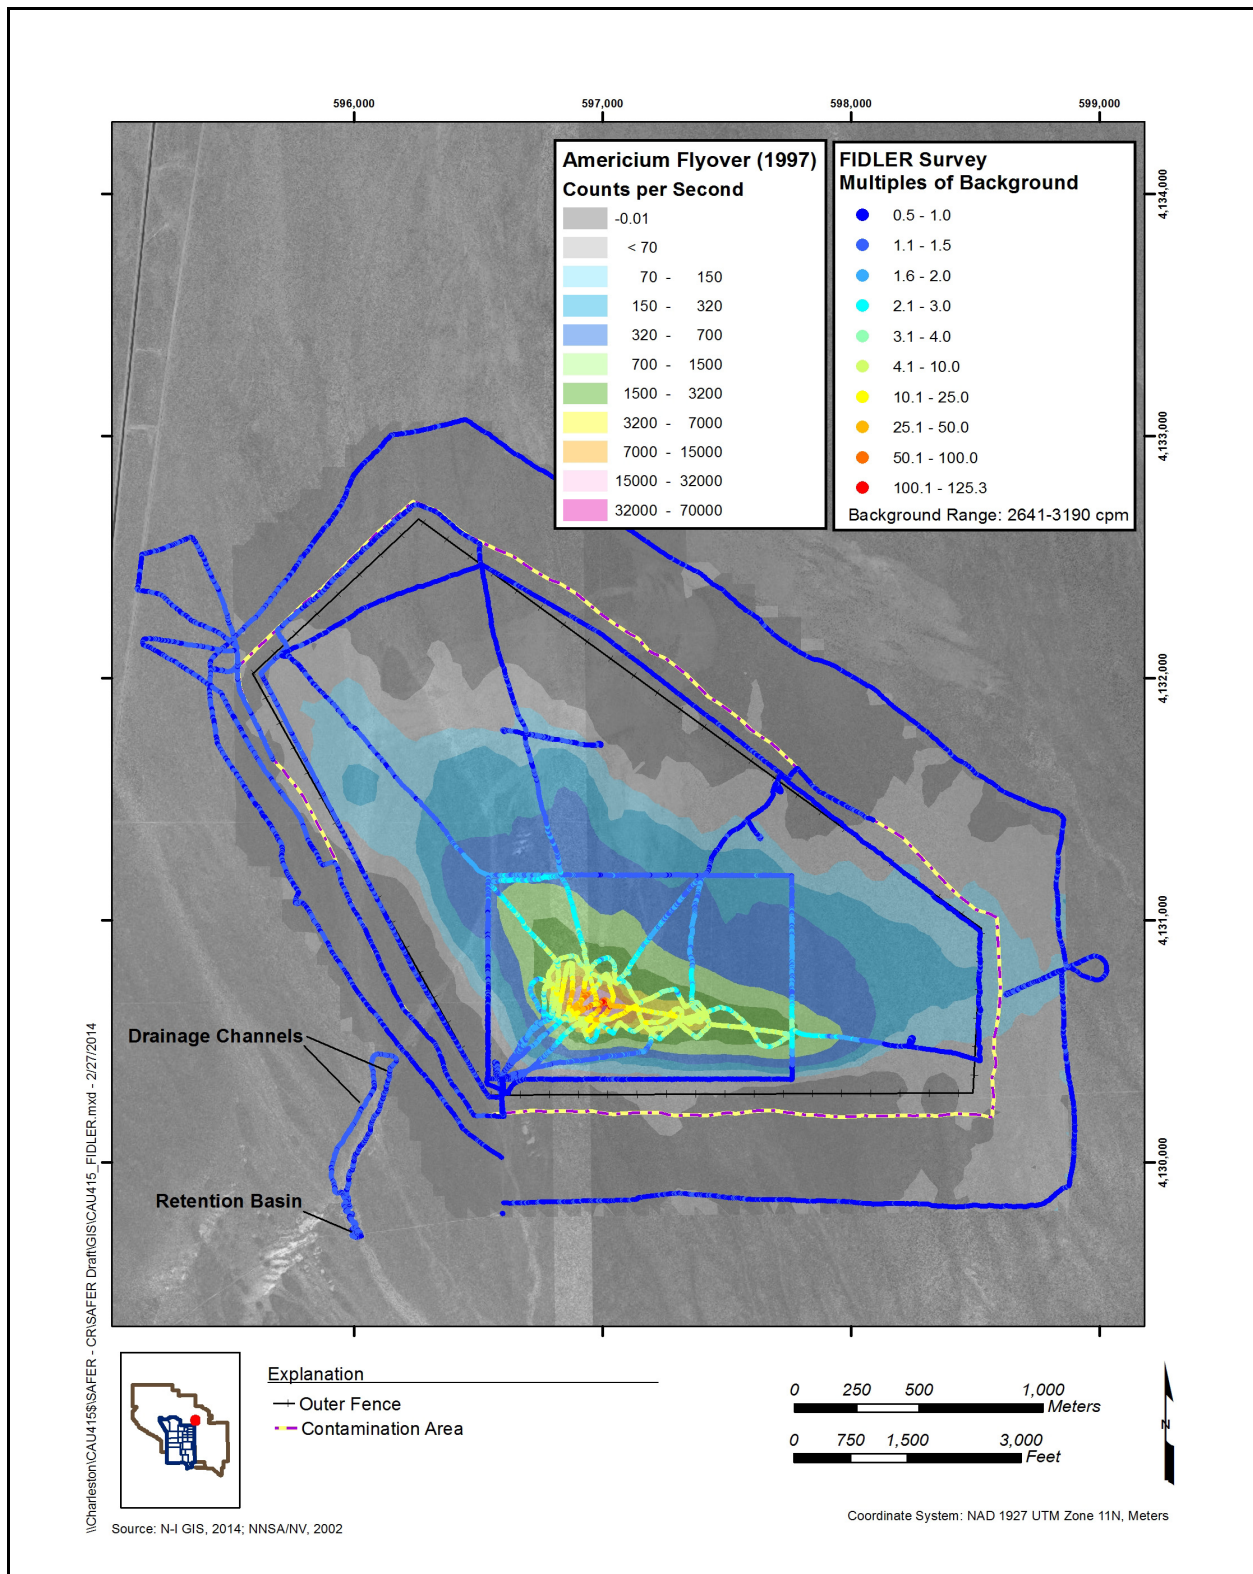 596,000
597,000
598,000
599,000
4,134,000
4,133,000
4,132,000
4,131,000
4,130,000
Americium Flyover (1997)
Counts per Second
-0.01
< 70
70 - 150
150 - 320
320 - 700
700 - 1500
1500 - 3200
3200 - 7000
7000 - 15000
15000 - 32000
32000 - 70000
FIDLER Survey
Multiples of Background
0.5 - 1.0
1.1 - 1.5
1.6 - 2.0
2.1 - 3.0
3.1 - 4.0
4.1 - 10.0
10.1 - 25.0
25.1 - 50.0
50.1 - 100.0
100.1 - 125.3
Background Range: 2641-3190 cpm
Drainage Channels
Retention Basin
\\Charleston\CAU415$\SAFER - CR\SAFER Draft\GIS\CAU415_FIDLER.mxd - 2/27/2014
Explanation
Outer Fence
Contamination Area
0 250 500 1,000
Meters
0 750 1,500 3,000
Feet
N
Source: N-I GIS, 2014; NNSA/NV, 2002
Coordinate System: NAD 1927 UTM Zone 11N, Meters